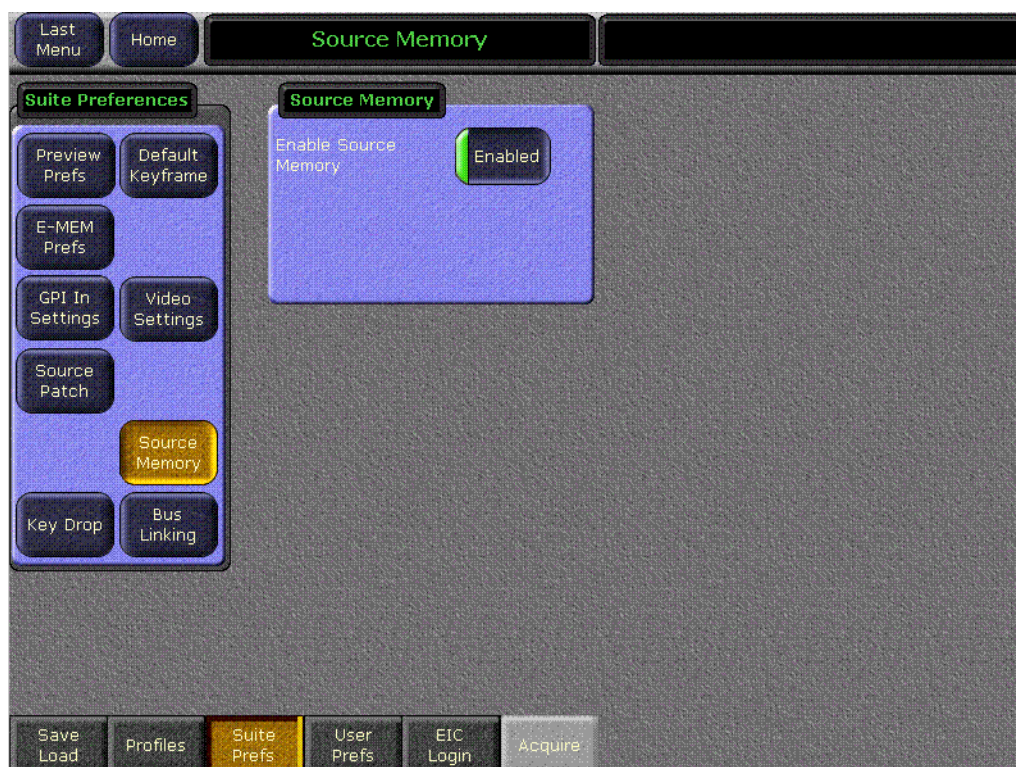 Last
Menu
Home
Source Memory
Suite Preferences
Source Memory
Preview
Prefs
Default
Keyframe
Enable Source
Memory
Enabled
E-MEM
Prefs
GPI In
Settings
Video
Settings
Source
Patch
Source
Memory
Key Drop
Bus
Linking
Save
Load
Profiles
Suite
Prefs
User
Prefs
EIC
Login
Acquire